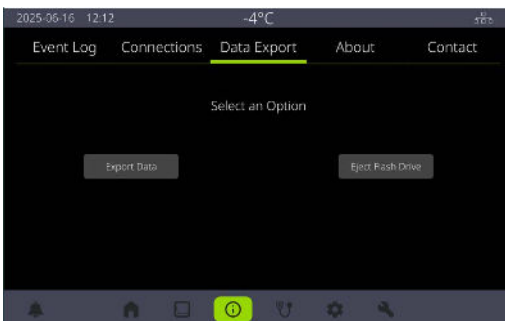 2025-06-16 12:12 -4°C
Event Log Connections Data Export About Contact
Select an Option
Export Data Eject Flash Drive